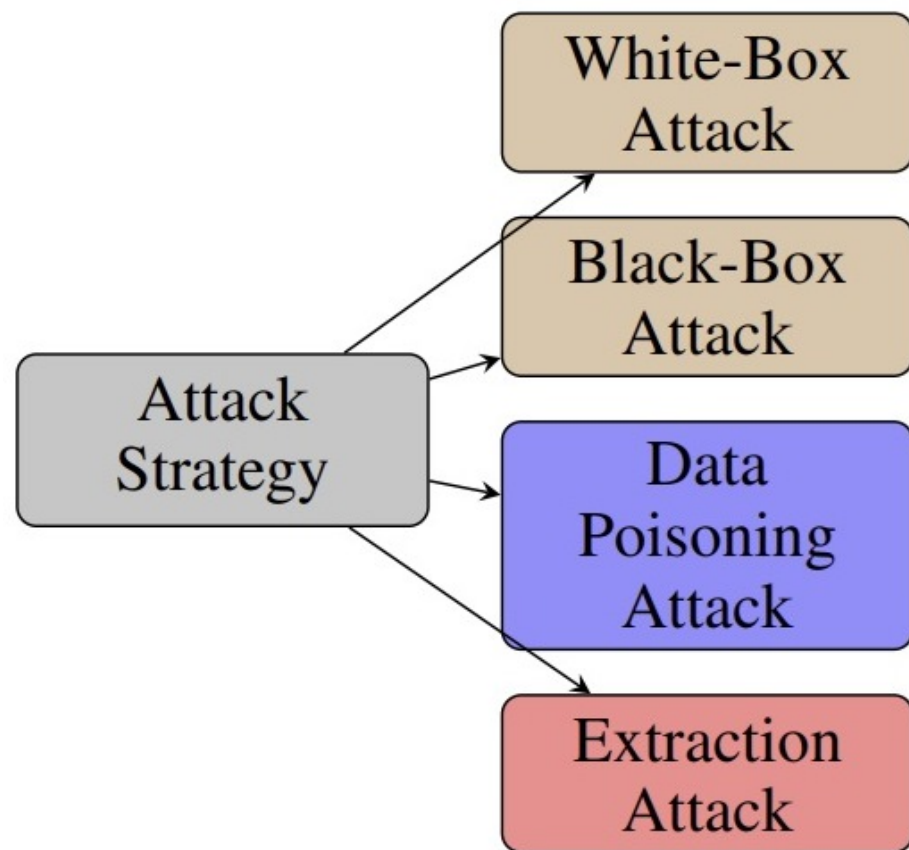 White-Box
Attack
Black-Box
Attack
Attack
Strategy
Data
Poisoning
Attack
Extraction
Attack